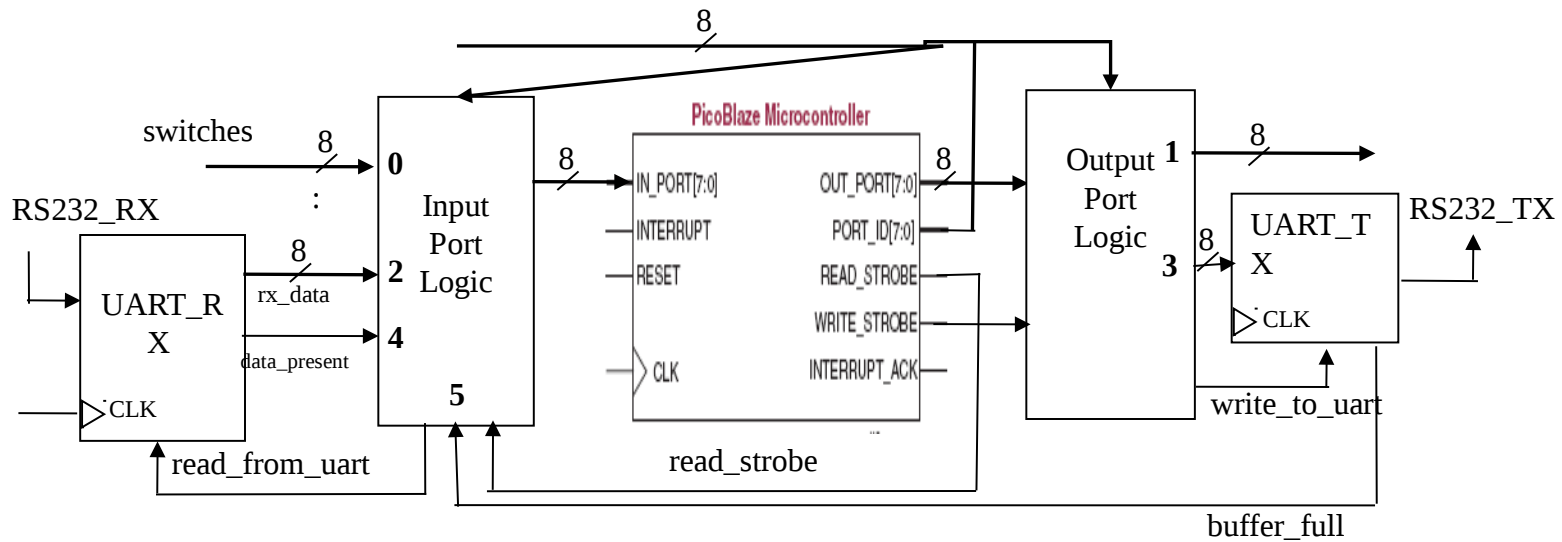 8
PicoBlaze Microcontroller
switches
8
0
:
8
IN_PORT[7:0]
OUT_PORT[7:0]
8
Output
Port
Logic
1
8
RS232_RX
Input
Port
Logic
INTERRUPT
PORT_ID[7:0]
UART_T
X
RS232_TX
8
rx_data
2
RESET
READ_STROBE
3
8
UART_R
X
data_present
4
WRITE_STROBE
CLK
CLK
INTERRUPT_ACK
CLK
5
write_to_uart
read_from_uart
read_strobe
buffer_full